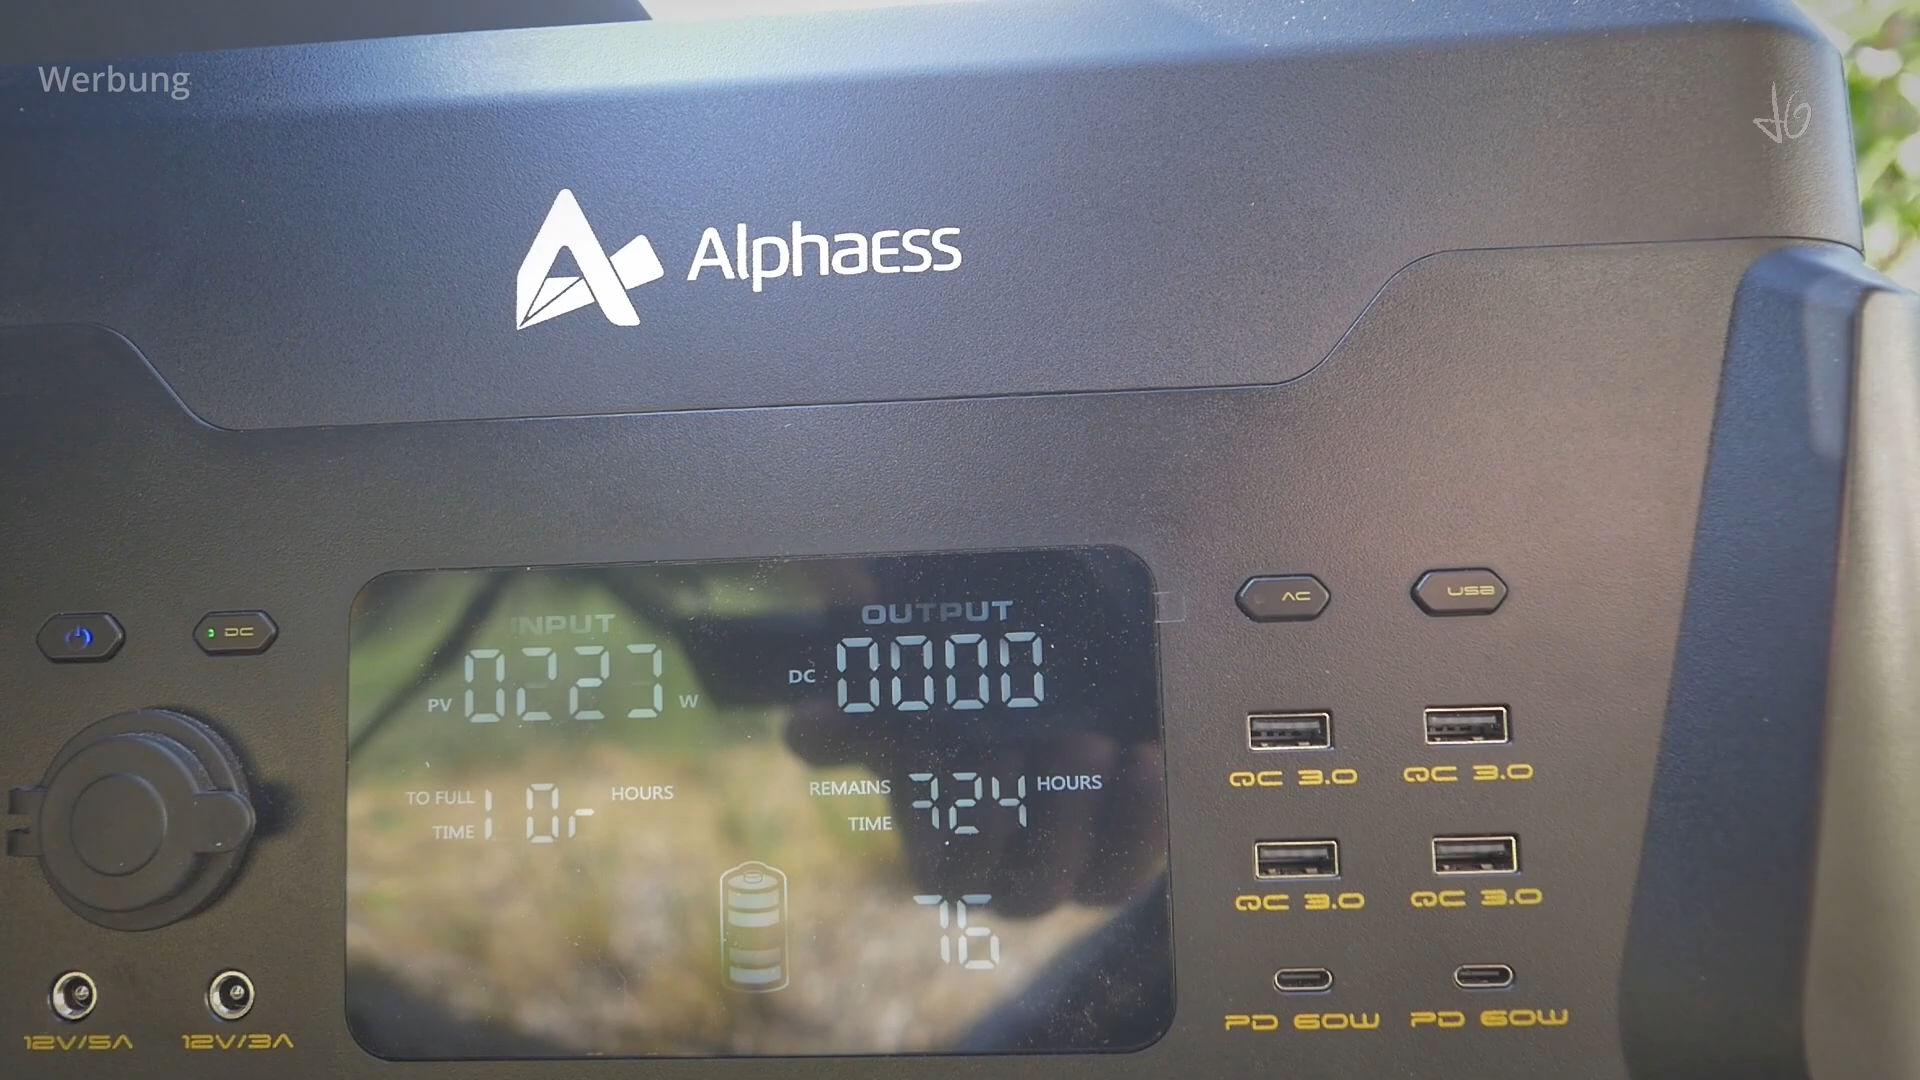 Werbung
AlphaESS
DC
AC
USB
INPUT
OUTPUT
PV
W
DC 0000
TO FULL TIME
HOURS
REMAINS TIME
HOURS
76
QC 3.0
QC 3.0
QC 3.0
QC 3.0
12V/5A
12V/3A
PD 60W
PD 60W